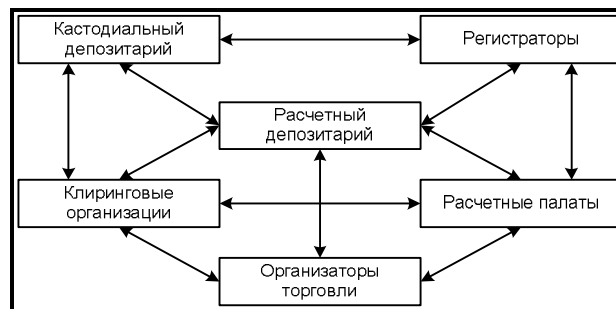 Кастодиальный
депозитарий
Регистраторы
Расчетный
депозитарий
Клиринговые
организации
Расчетные палаты
Организаторы
торговли